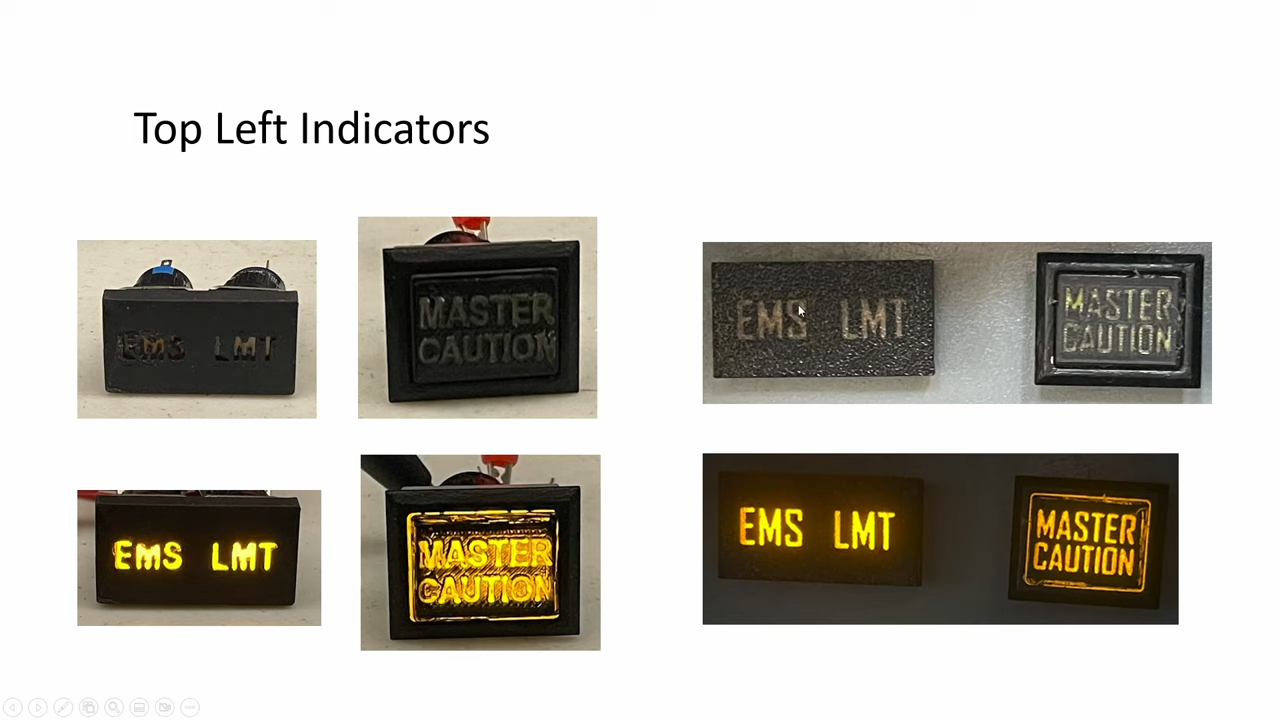 Top Left Indicators
EMS LMT
MASTER
CAUTION
EMS LMT
MASTER
CAUTION
EMS LMT
MASTER
CAUTION
EMS LMT
MASTER
CAUTION